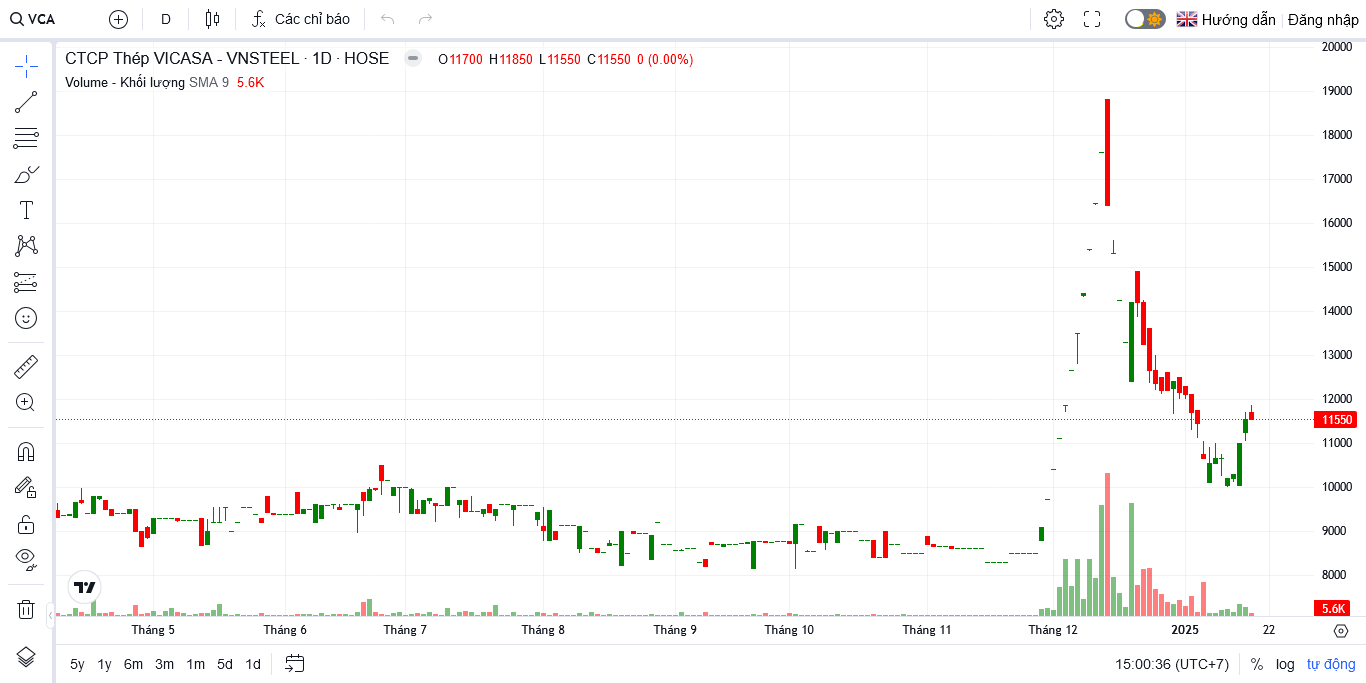 VCA D Các chỉ báo Hướng dẫn Đăng nhập
CTCP Thép VICASA - VNSTEEL · 1D · HOSE O11700 H11850 L11550 C11550 0 (0.00%)
Volume - Khối lượng SMA 9 5.6K
20000
19000
18000
17000
16000
15000
14000
13000
12000
11550
11000
10000
9000
8000
5.6K
Tháng 5 Tháng 6 Tháng 7 Tháng 8 Tháng 9 Tháng 10 Tháng 11 Tháng 12 2025 22
5y 1y 6m 3m 1m 5d 1d 15:00:36 (UTC+7) % log tự động